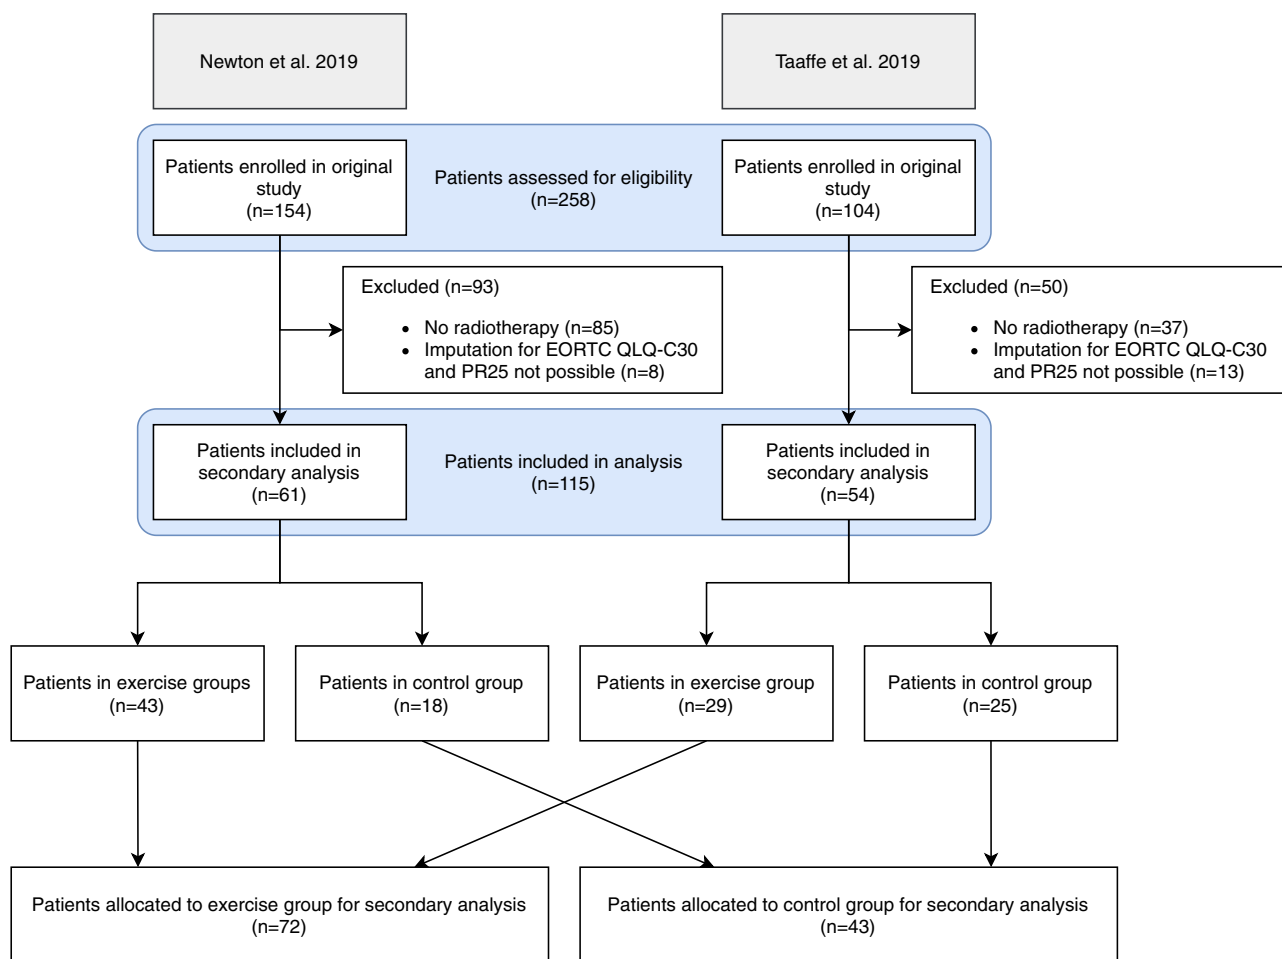 Newton et al. 2019
Taaffe et al. 2019
Patients enrolled in original
study
(n=154)
Patients assessed for eligibility
(n=258)
Patients enrolled in original
study
(n=104)
Excluded (n=93)
• No radiotherapy (n=85)
• Imputation for EORTC QLQ-C30
and PR25 not possible (n=8)
Excluded (n=50)
• No radiotherapy (n=37)
• Imputation for EORTC QLQ-C30
and PR25 not possible (n=13)
Patients included in
secondary analysis
(n=61)
Patients included in analysis
(n=115)
Patients included in
secondary analysis
(n=54)
Patients in exercise groups
(n=43)
Patients in control group
(n=18)
Patients in exercise group
(n=29)
Patients in control group
(n=25)
Patients allocated to exercise group for secondary analysis
(n=72)
Patients allocated to control group for secondary analysis
(n=43)